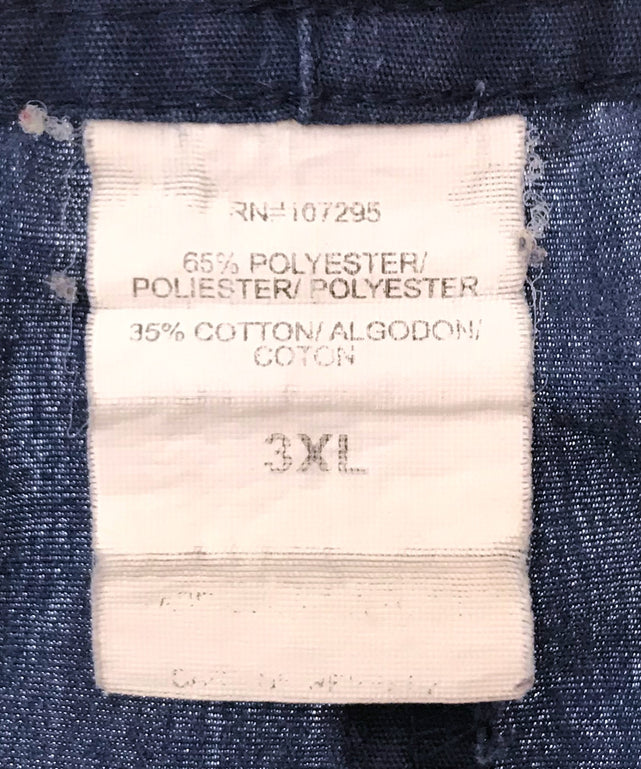 RN#107295
65% POLYESTER/
POLIESTER/ POLYESTER
35% COTTON/ ALGODON/
COTON
3XL